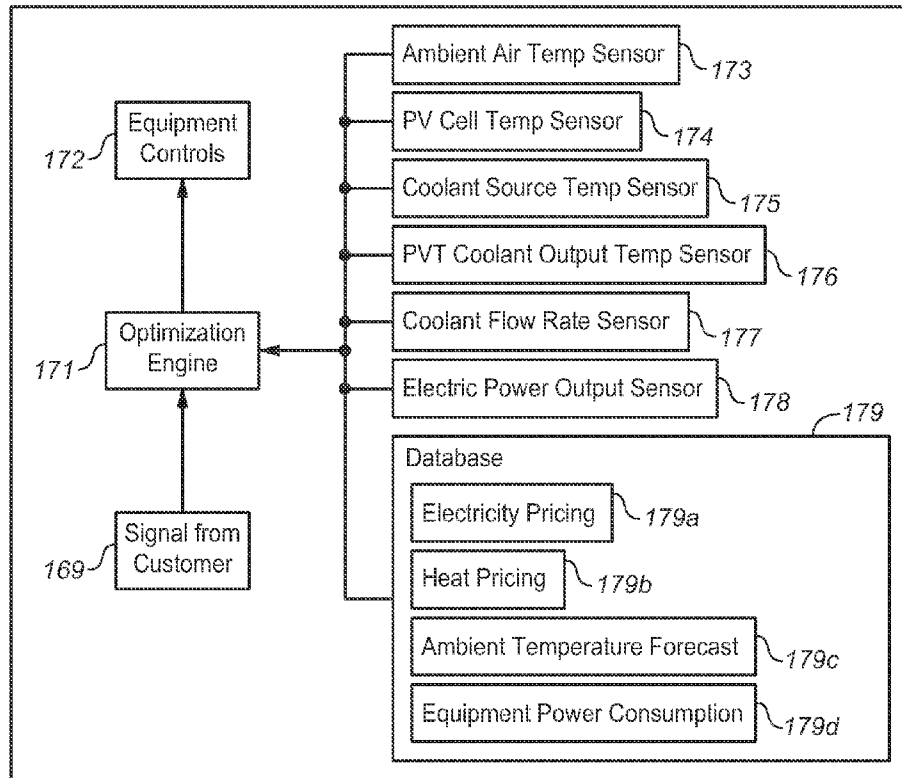 Ambient Air Temp Sensor
173
PV Cell Temp Sensor
174
Coolant Source Temp Sensor
175
PVT Coolant Output Temp Sensor
176
Coolant Flow Rate Sensor
177
Electric Power Output Sensor
178
Equipment
Controls
172
Optimization
Engine
171
Signal from
Customer
169
179
Database
Electricity Pricing
179a
Heat Pricing
179b
Ambient Temperature Forecast
179c
Equipment Power Consumption
179d